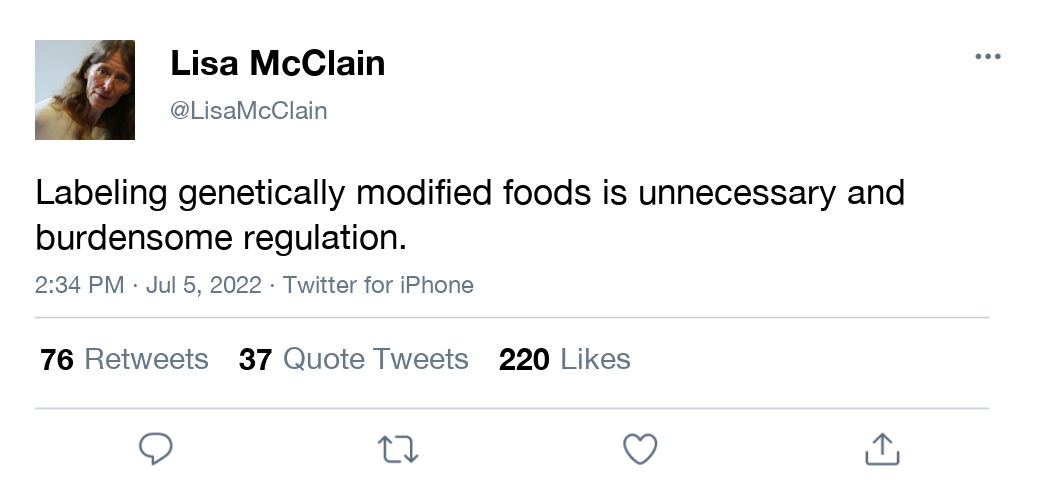 Lisa McClain
@LisaMcClain
Labeling genetically modified foods is unnecessary and
burdensome regulation.
2:34 PM · Jul 5, 2022 · Twitter for iPhone
76 Retweets 37 Quote Tweets 220 Likes